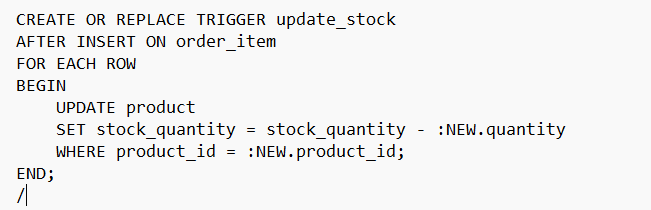 CREATE OR REPLACE TRIGGER update_stock
AFTER INSERT ON order_item
FOR EACH ROW
BEGIN
    UPDATE product
    SET stock_quantity = stock_quantity - :NEW.quantity
    WHERE product_id = :NEW.product_id;
END;
/